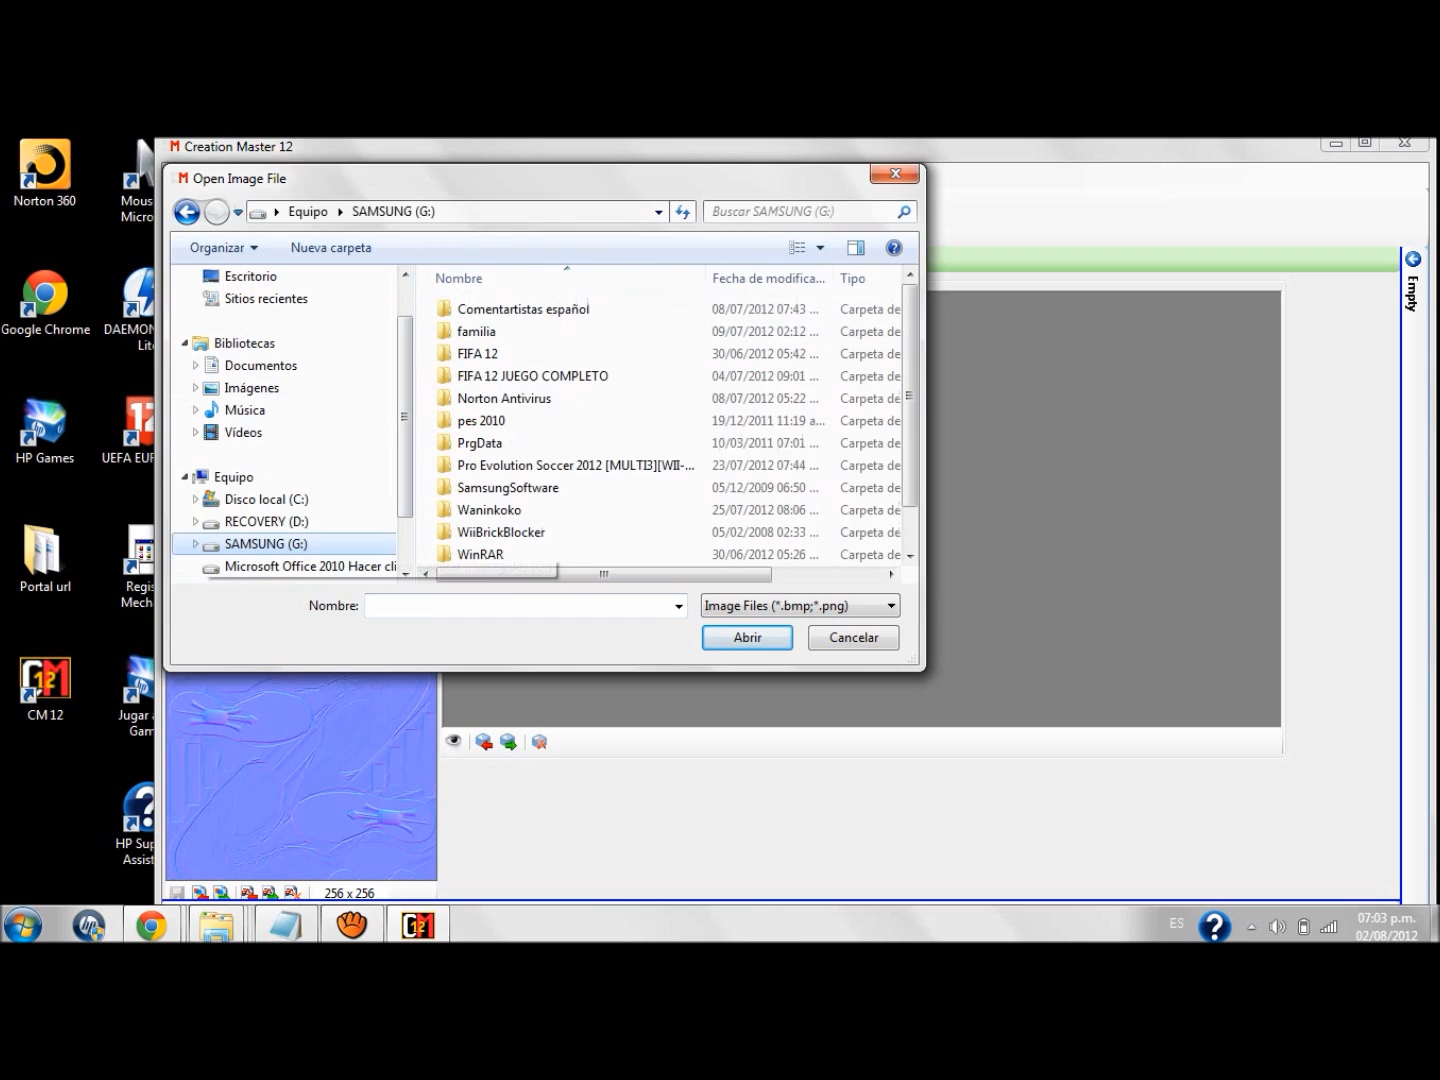 Creation Master 12
Open Image File
Equipo
SAMSUNG (G:)
Buscar SAMSUNG (G:)
Organizar
Nueva carpeta
Escritorio
Sitios recientes
Bibliotecas
Documentos
Imágenes
Música
Vídeos
Equipo
Disco local (C:)
RECOVERY (D:)
SAMSUNG (G:)
Microsoft Office 2010 Hacer cli
Nombre Fecha de modifica... Tipo
Comentartistas español 08/07/2012 07:43 ... Carpeta de
familia 09/07/2012 02:12 ... Carpeta de
FIFA 12 30/06/2012 05:42 ... Carpeta de
FIFA 12 JUEGO COMPLETO 04/07/2012 09:01 ... Carpeta de
Norton Antivirus 08/07/2012 05:22 ... Carpeta de
pes 2010 19/12/2011 11:19 a... Carpeta de
PrgData 10/03/2011 07:01 ... Carpeta de
Pro Evolution Soccer 2012 [MULTI3][WII-... 23/07/2012 07:44 ... Carpeta de
SamsungSoftware 05/12/2009 06:50 ... Carpeta de
Waninkoko 25/07/2012 08:06 ... Carpeta de
WiiBrickBlocker 05/02/2008 02:33 ... Carpeta de
WinRAR 30/06/2012 05:26 ... Carpeta de
Nombre:
Image Files (*.bmp;*.png)
Abrir
Cancelar
Empty
256 x 256
Norton 360
Mous
Micro
Google Chrome
DAEMON
Lite
HP Games
UEFA EUR
Portal url
Regis
Mech
CM 12
Jugar a
Gam
HP Sup
Assist
ES
07:03 p.m.
02/08/2012